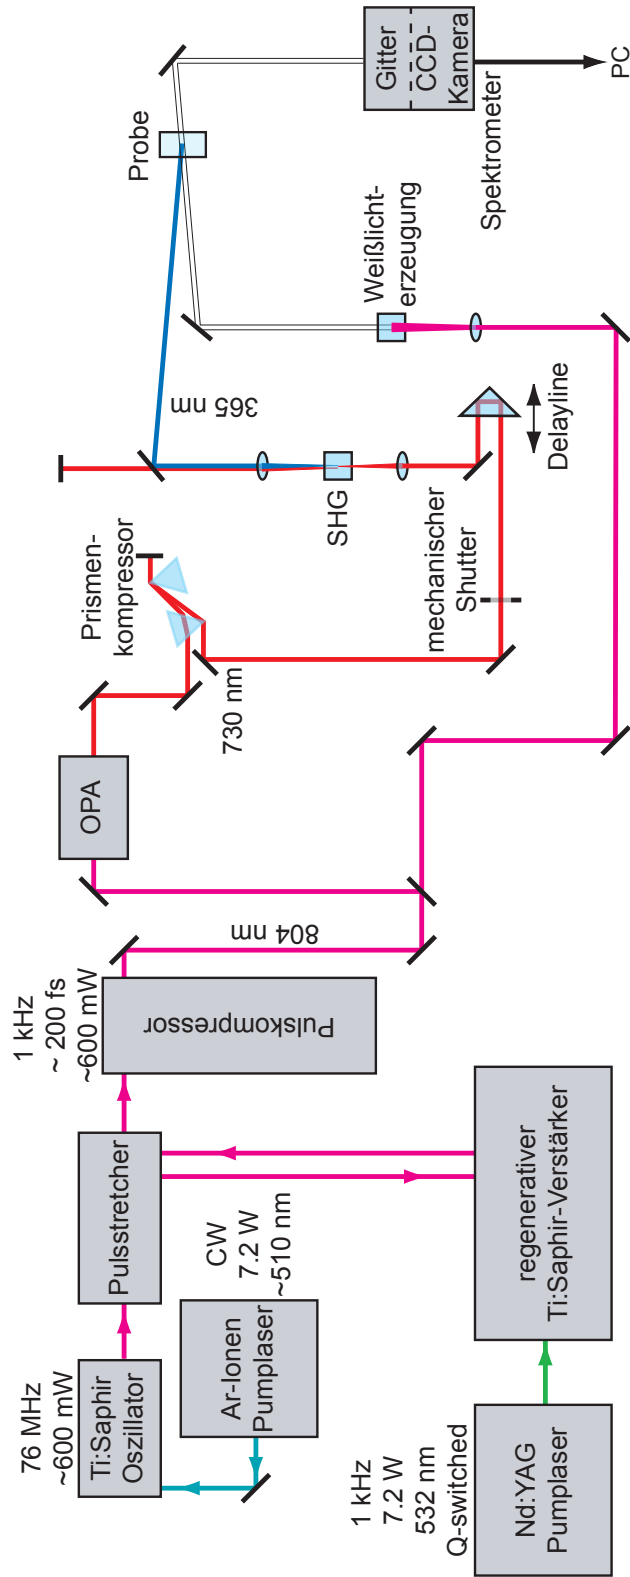 76 MHz
~600 mW
Ti:Saphir
Oszillator
Pulsstretcher
1 kHz
~ 200 fs
~600 mW
Pulskompressor
804 nm
Ar-Ionen
Pumplaser
CW
7.2 W
~510 nm
1 kHz
7.2 W
532 nm
Q-switched
Nd:YAG
Pumplaser
regenerativer
Ti:Saphir-Verstärker
OPA
Prismen-
kompressor
730 nm
mechanischer
Shutter
Delayline
SHG
365 nm
Weißlicht-
erzeugung
Probe
Gitter
CCD-
Kamera
Spektrometer
PC